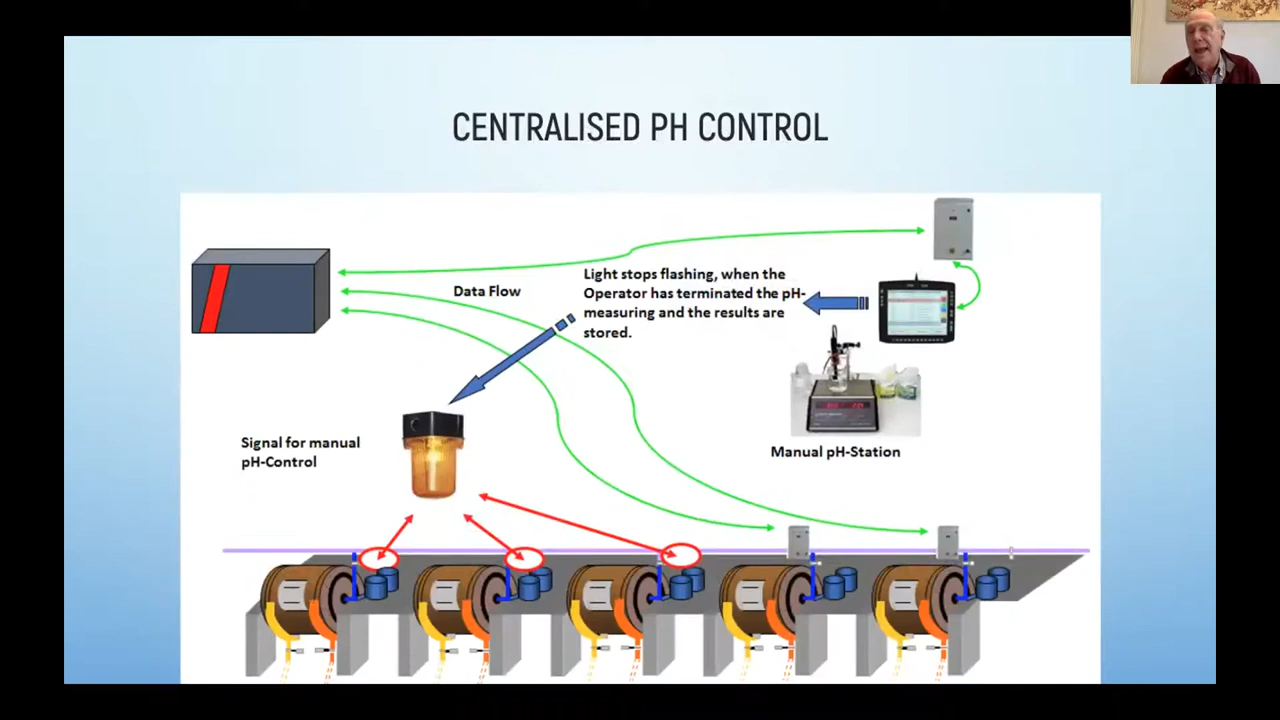 CENTRALISED PH CONTROL
Data Flow
Light stops flashing, when the
Operator has terminated the pH-
measuring and the results are
stored.
Signal for manual
pH-Control
Manual pH-Station